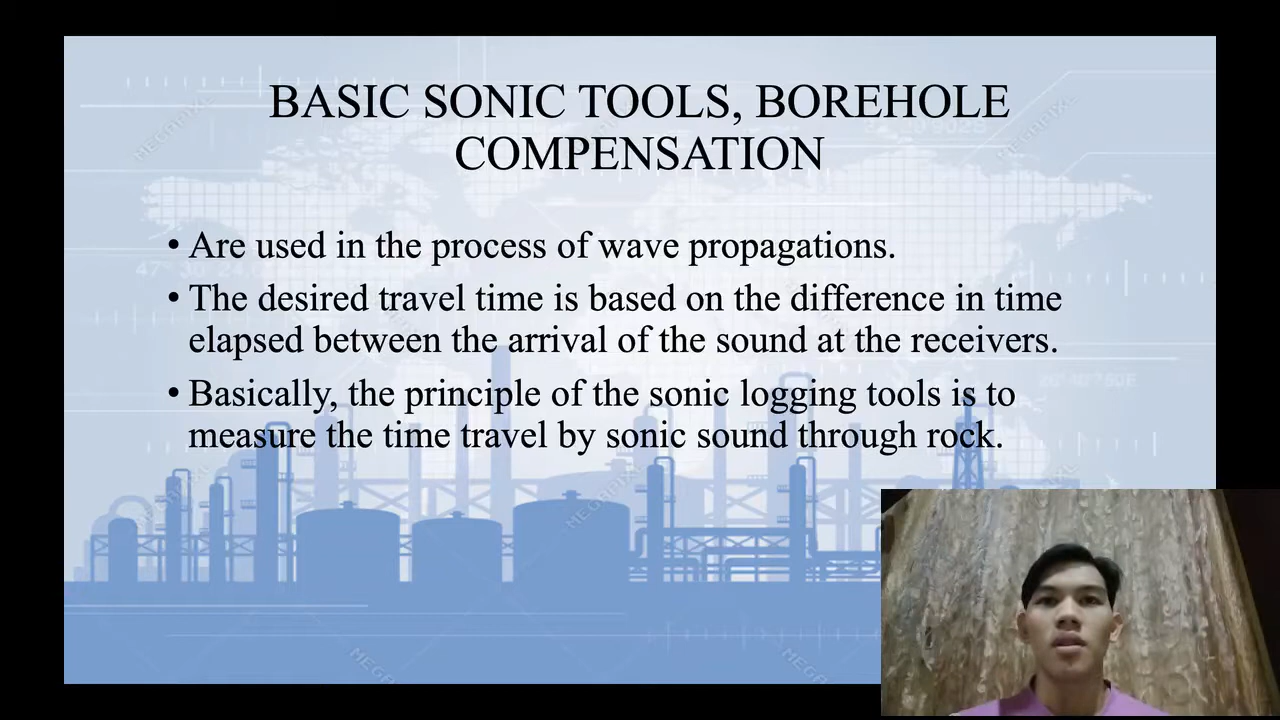 BASIC SONIC TOOLS, BOREHOLE
COMPENSATION
• Are used in the process of wave propagations.
• The desired travel time is based on the difference in time
elapsed between the arrival of the sound at the receivers.
• Basically, the principle of the sonic logging tools is to
measure the time travel by sonic sound through rock.